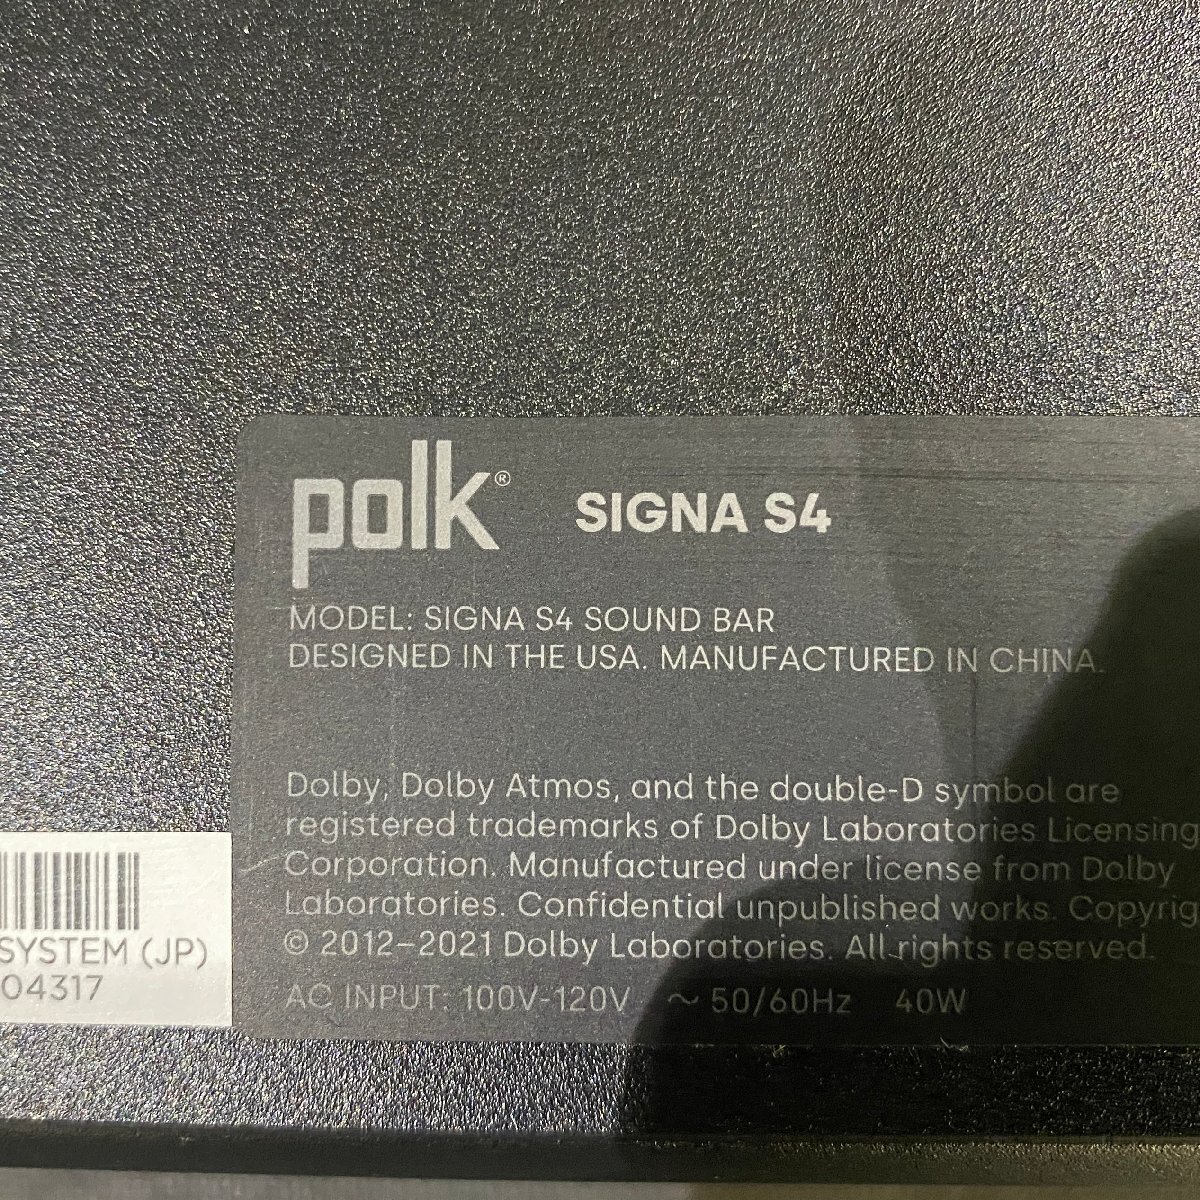 polk® SIGNA S4
MODEL: SIGNA S4 SOUND BAR
DESIGNED IN THE USA. MANUFACTURED IN CHINA.
Dolby, Dolby Atmos, and the double-D symbol are
registered trademarks of Dolby Laboratories Licensing
Corporation. Manufactured under license from Dolby
Laboratories. Confidential unpublished works. Copyrig
© 2012–2021 Dolby Laboratories. All rights reserved.
AC INPUT: 100V-120V ～ 50/60Hz 40W
SYSTEM (JP)
04317